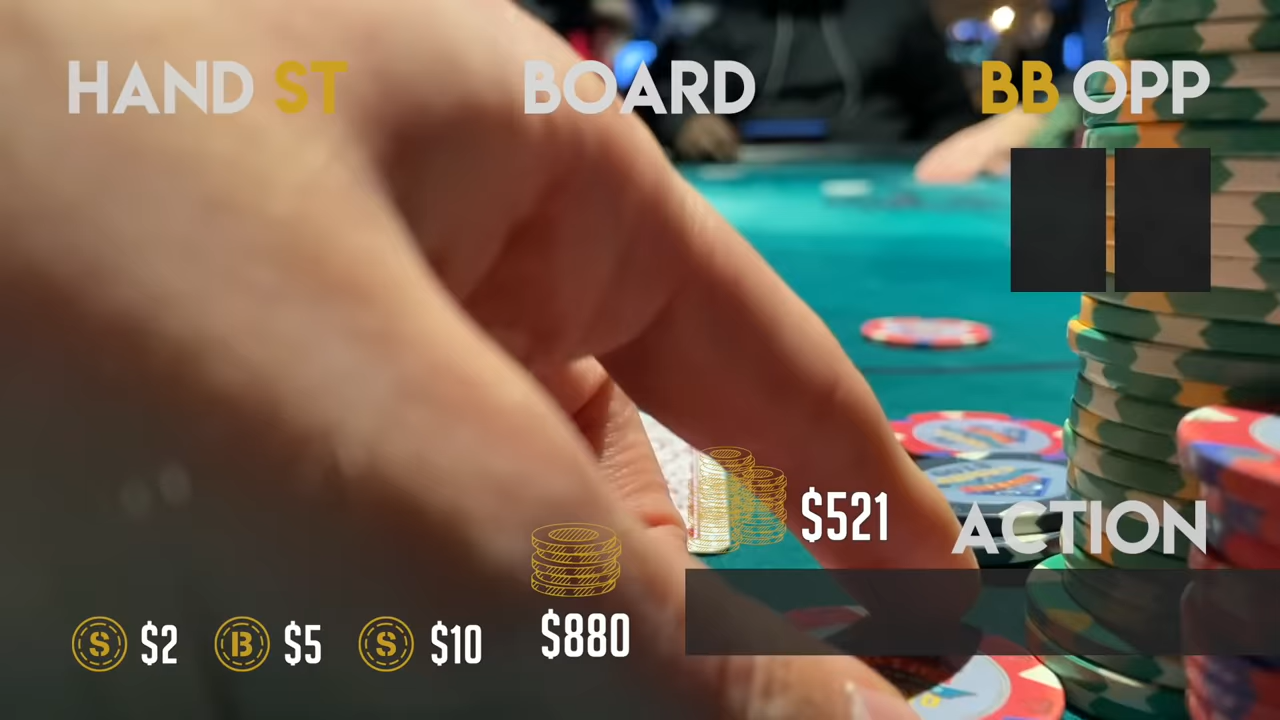 HAND ST
BOARD
BB OPP
$521
ACTION
S $2 B $5 S $10
$880